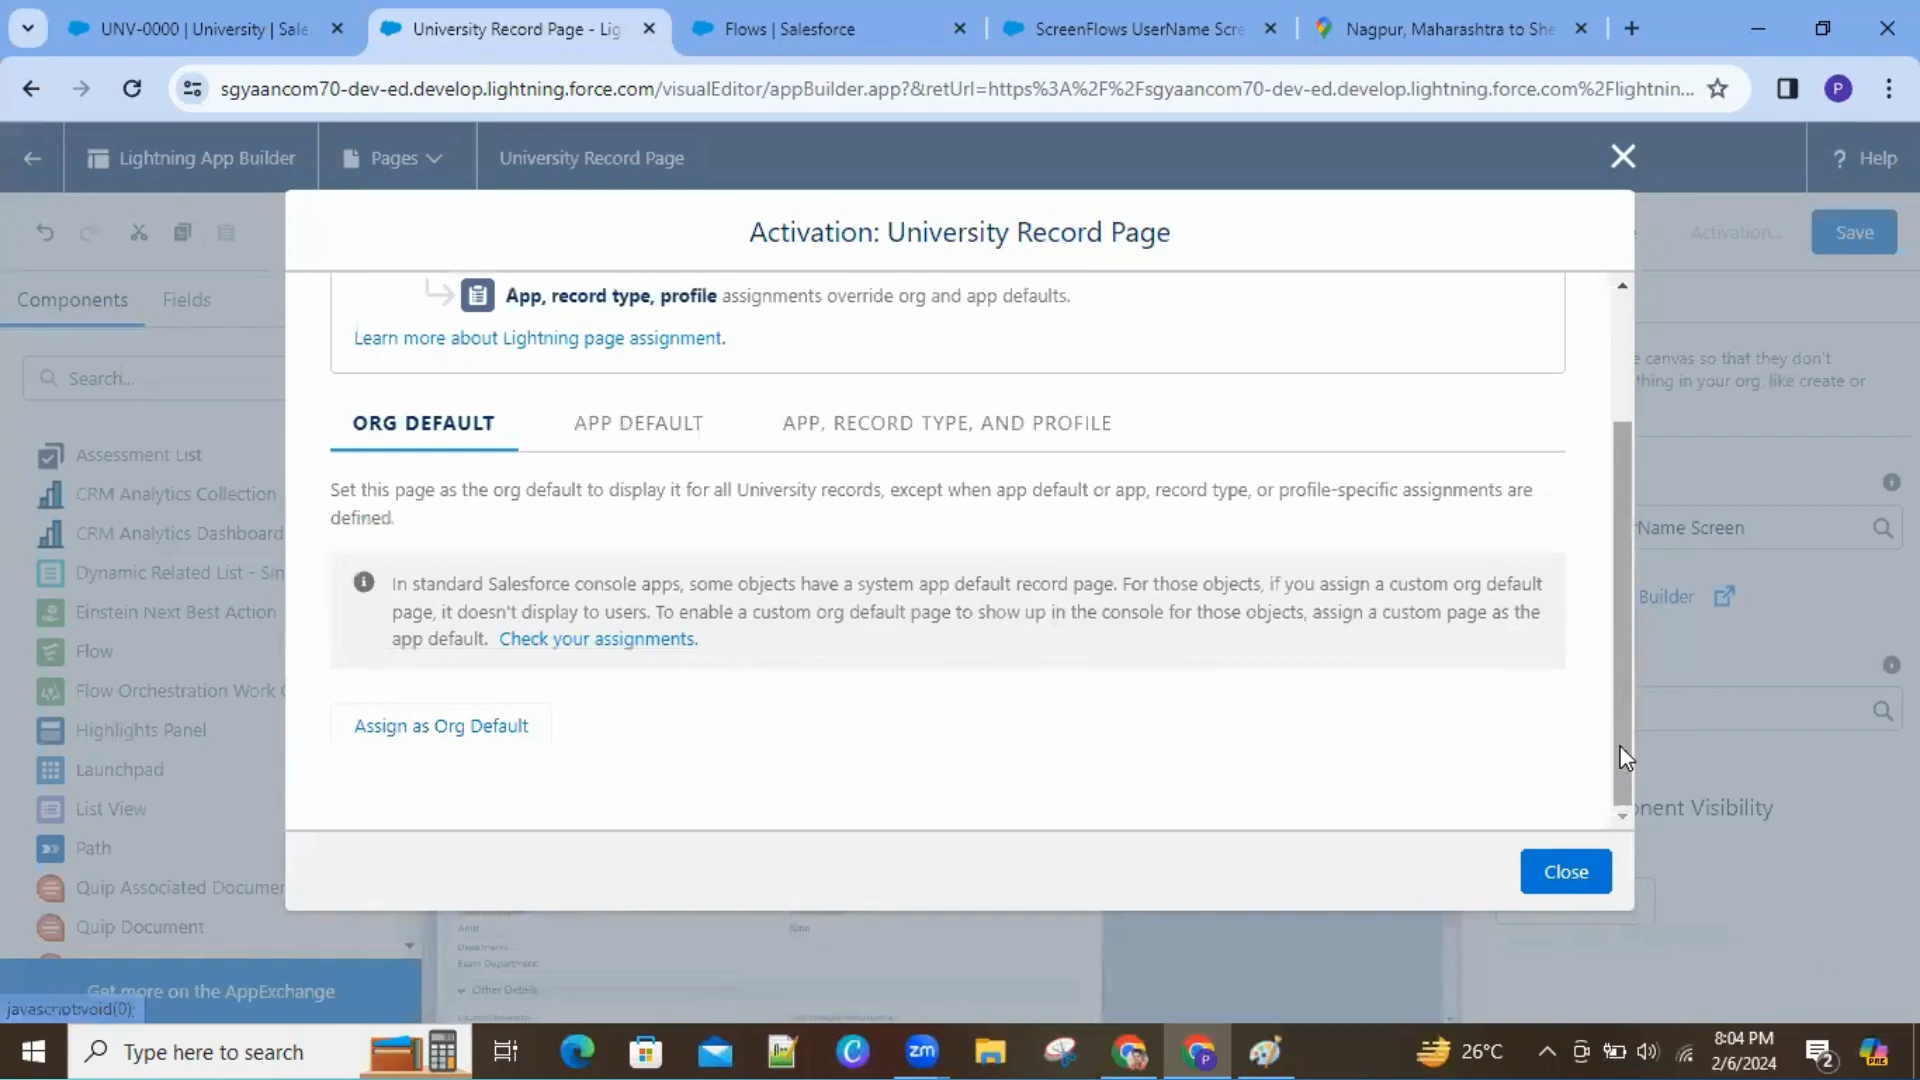 UNV-0000 | University | Sale
University Record Page - Lig
Flows | Salesforce
ScreenFlows UserName Scre
Nagpur, Maharashtra to She
sgyaancom70-dev-ed.develop.lightning.force.com/visualEditor/appBuilder.app?&retUrl=https%3A%2F%2Fsgyaancom70-dev-ed.develop.lightning.force.com%2Flightnin...
P
Lightning App Builder
Pages
University Record Page
? Help
Activation: University Record Page
Activation...
Save
Components
Fields
App, record type, profile assignments override org and app defaults.
Learn more about Lightning page assignment.
e canvas so that they don't
thing in your org, like create or
Search...
ORG DEFAULT
APP DEFAULT
APP, RECORD TYPE, AND PROFILE
Set this page as the org default to display it for all University records, except when app default or app, record type, or profile-specific assignments are
defined.
In standard Salesforce console apps, some objects have a system app default record page. For those objects, if you assign a custom org default
page, it doesn't display to users. To enable a custom org default page to show up in the console for those objects, assign a custom page as the
app default. Check your assignments.
Assign as Org Default
Close
Assessment List
CRM Analytics Collection
CRM Analytics Dashboard
Dynamic Related List - Sin
Einstein Next Best Action
Flow
Flow Orchestration Work
Highlights Panel
Launchpad
List View
Path
Quip Associated Documen
Quip Document
rName Screen
Builder
onent Visibility
Exam Department
Other Details
Get more on the AppExchange
javascript:void(0);
Type here to search
zm
P
26°C
8:04 PM
2/6/2024
2
PRE